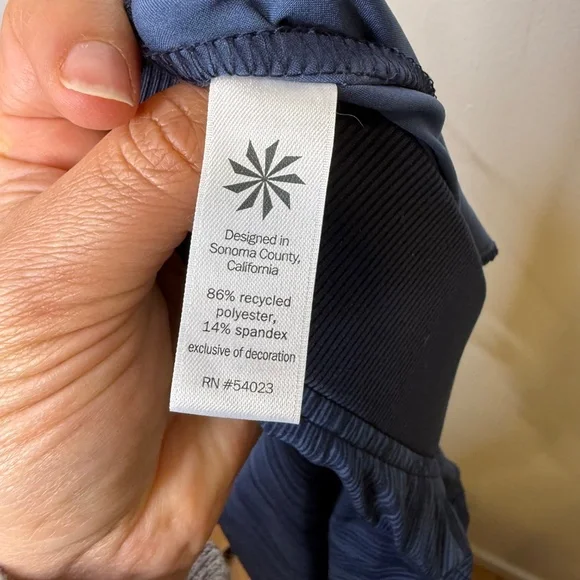 Designed in
Sonoma County,
California
86% recycled
polyester,
14% spandex
exclusive of decoration
RN #54023